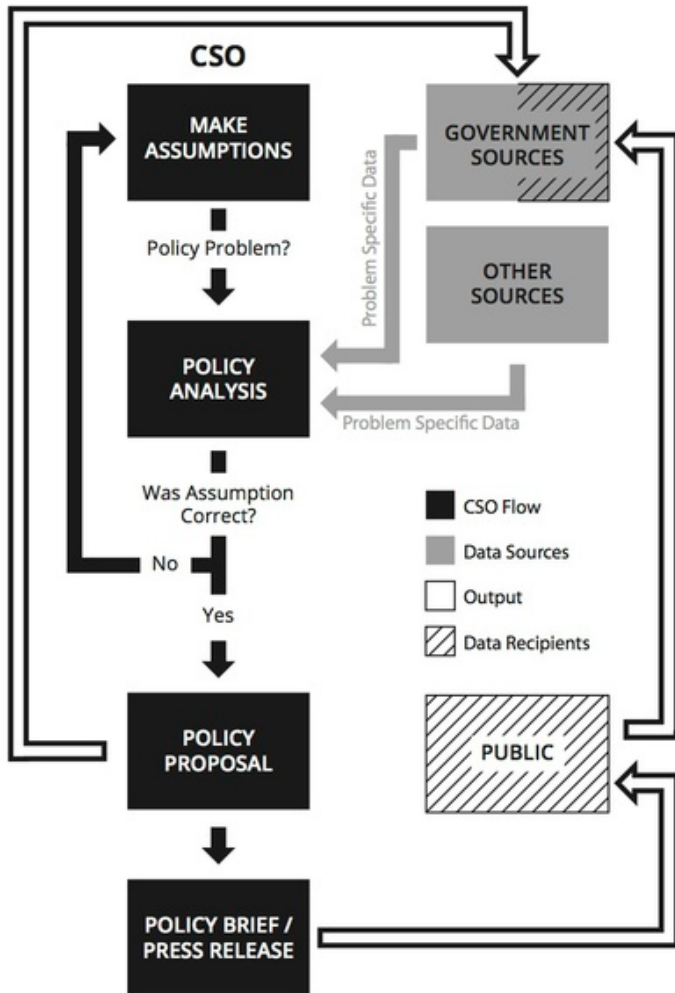 CSO
MAKE
ASSUMPTIONS
Policy Problem?
POLICY
ANALYSIS
Was Assumption
Correct?
No
Yes
POLICY
PROPOSAL
POLICY BRIEF /
PRESS RELEASE
GOVERNMENT
SOURCES
OTHER
SOURCES
Problem Specific Data
Problem Specific Data
CSO Flow
Data Sources
Output
Data Recipients
PUBLIC